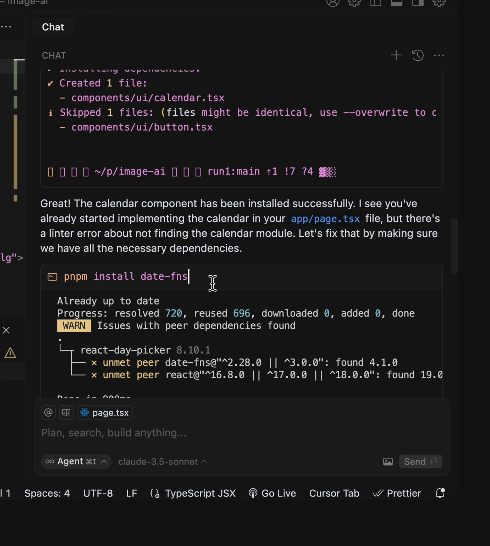 image-ai
Chat
CHAT
Installing dependencies.
✔ Created 1 file:
- components/ui/calendar.tsx
ℹ Skipped 1 files: (files might be identical, use --overwrite to c
- components/ui/button.tsx
~/p/image-ai run1:main ↑1 !7 ?4
Great! The calendar component has been installed successfully. I see you've
already started implementing the calendar in your app/page.tsx file, but there's
a linter error about not finding the calendar module. Let's fix that by making sure
we have all the necessary dependencies.
lg">
pnpm install date-fns
Already up to date
Progress: resolved 720, reused 696, downloaded 0, added 0, done
WARN Issues with peer dependencies found
.
└─┬ react-day-picker 8.10.1
├── ✕ unmet peer date-fns@"^2.28.0 || ^3.0.0": found 4.1.0
└── ✕ unmet peer react@"^16.8.0 || ^17.0.0 || ^18.0.0": found 19.0
@ page.tsx
Plan, search, build anything...
∞ Agent ⌘I claude-3.5-sonnet Send ⏎
l 1 Spaces: 4 UTF-8 LF TypeScript JSX Go Live Cursor Tab Prettier